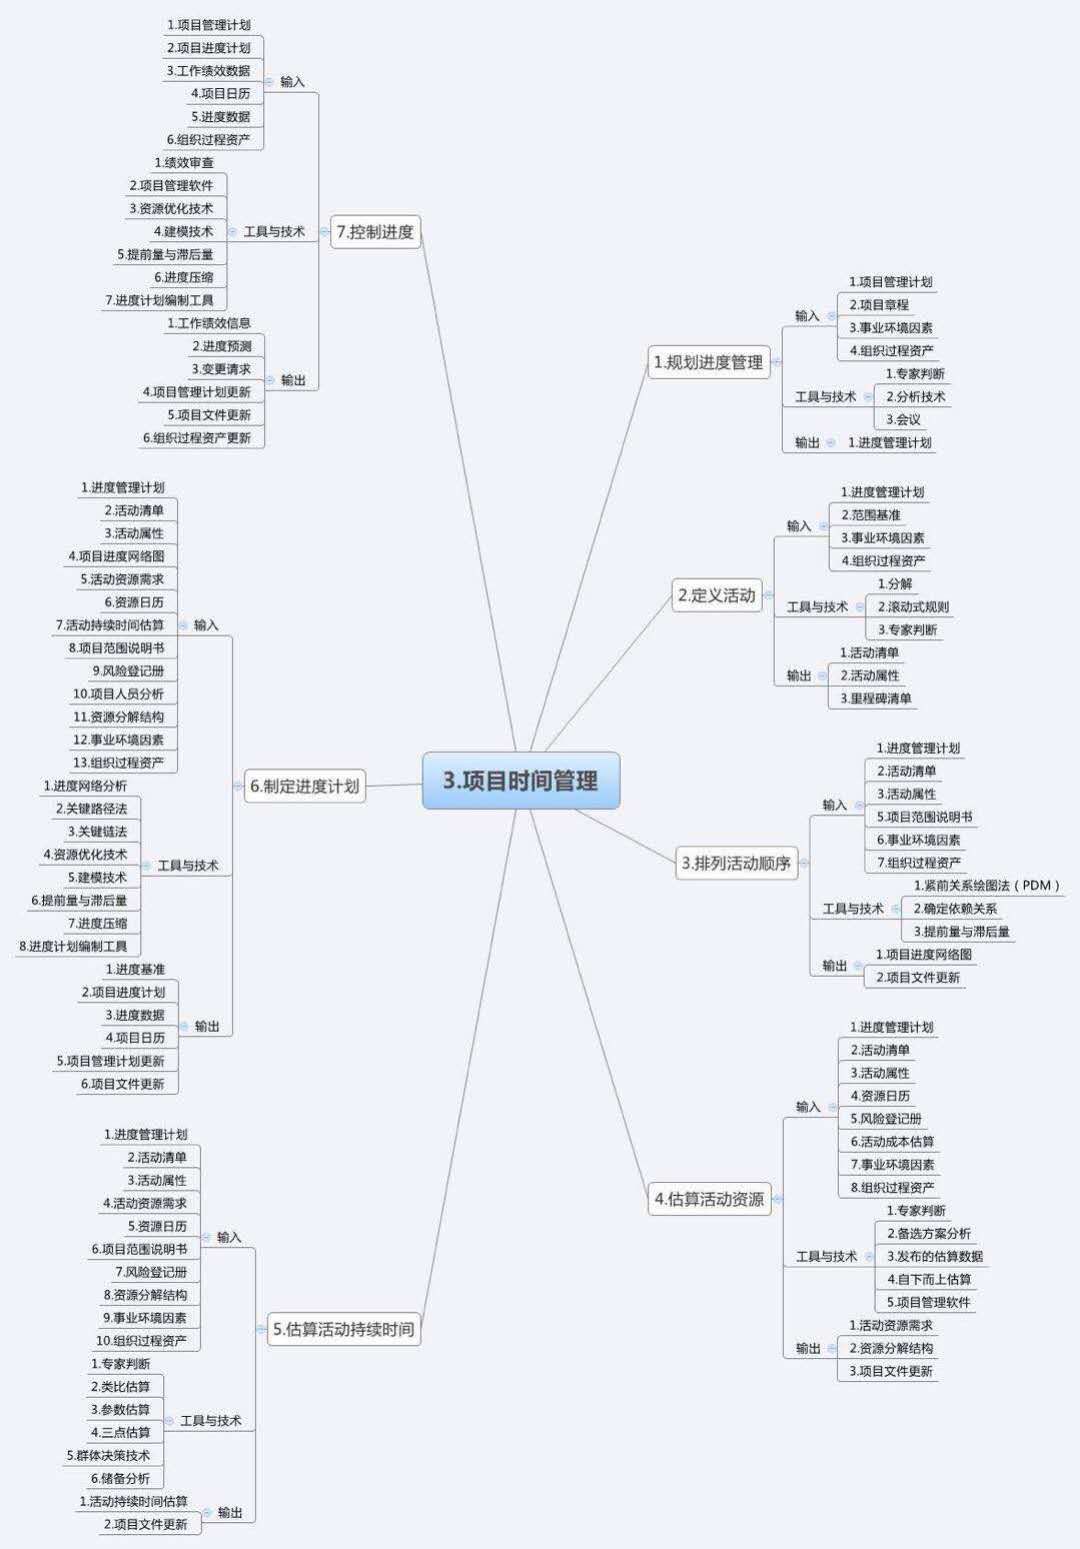 3.项目时间管理
1.规划进度管理
输入
1.项目管理计划
2.项目章程
3.事业环境因素
4.组织过程资产
工具与技术
1.专家判断
2.分析技术
3.会议
输出
1.进度管理计划
2.定义活动
输入
1.进度管理计划
2.范围基准
3.事业环境因素
4.组织过程资产
工具与技术
1.分解
2.滚动式规则
3.专家判断
输出
1.活动清单
2.活动属性
3.里程碑清单
3.排列活动顺序
输入
1.进度管理计划
2.活动清单
3.活动属性
5.项目范围说明书
6.事业环境因素
7.组织过程资产
工具与技术
1.紧前关系绘图法（PDM）
2.确定依赖关系
3.提前量与滞后量
输出
1.项目进度网络图
2.项目文件更新
4.估算活动资源
输入
1.进度管理计划
2.活动清单
3.活动属性
4.资源日历
5.风险登记册
6.活动成本估算
7.事业环境因素
8.组织过程资产
工具与技术
1.专家判断
2.备选方案分析
3.发布的估算数据
4.自下而上估算
5.项目管理软件
输出
1.活动资源需求
2.资源分解结构
3.项目文件更新
5.估算活动持续时间
输入
1.进度管理计划
2.活动清单
3.活动属性
4.活动资源需求
5.资源日历
6.项目范围说明书
7.风险登记册
8.资源分解结构
9.事业环境因素
10.组织过程资产
工具与技术
1.专家判断
2.类比估算
3.参数估算
4.三点估算
5.群体决策技术
6.储备分析
输出
1.活动持续时间估算
2.项目文件更新
6.制定进度计划
输入
1.进度管理计划
2.活动清单
3.活动属性
4.项目进度网络图
5.活动资源需求
6.资源日历
7.活动持续时间估算
8.项目范围说明书
9.风险登记册
10.项目人员分析
11.资源分解结构
12.事业环境因素
13.组织过程资产
工具与技术
1.进度网络分析
2.关键路径法
3.关键链法
4.资源优化技术
5.建模技术
6.提前量与滞后量
7.进度压缩
8.进度计划编制工具
输出
1.进度基准
2.项目进度计划
3.进度数据
4.项目日历
5.项目管理计划更新
6.项目文件更新
7.控制进度
输入
1.项目管理计划
2.项目进度计划
3.工作绩效数据
4.项目日历
5.进度数据
6.组织过程资产
工具与技术
1.绩效审查
2.项目管理软件
3.资源优化技术
4.建模技术
5.提前量与滞后量
6.进度压缩
7.进度计划编制工具
输出
1.工作绩效信息
2.进度预测
3.变更请求
4.项目管理计划更新
5.项目文件更新
6.组织过程资产更新